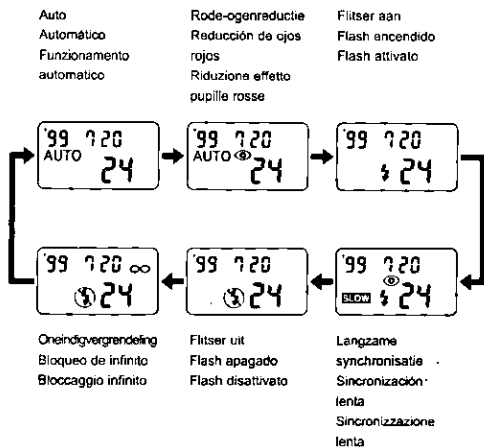 Auto
Automático
Funzionamento
automatico
Rode-ogenreductie
Reducción de ojos
rojos
Riduzione effetto
pupille rosse
Flitser aan
Flash encendido
Flash attivato
'99 7 20
AUTO
24
'99 7 20
AUTO
24
'99 7 20
24
'99 7 20 ∞
24
'99 7 20
24
'99 7 20
SLOW 24
Oneindigvergrendeling
Bloqueo de infinito
Bloccaggio infinito
Flitser uit
Flash apagado
Flash disattivato
Langzame
synchronisatie
Sincronización
lenta
Sincronizzazione
lenta